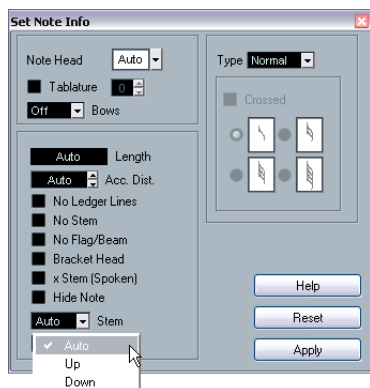 Set Note Info
Note Head Auto
Tablature 0
Off Bows
Auto Length
Auto Acc. Dist.
No Ledger Lines
No Stem
No Flag/Beam
Bracket Head
x Stem (Spoken)
Hide Note
Auto Stem
Auto
Up
Down
Type Normal
Crossed
Help
Reset
Apply